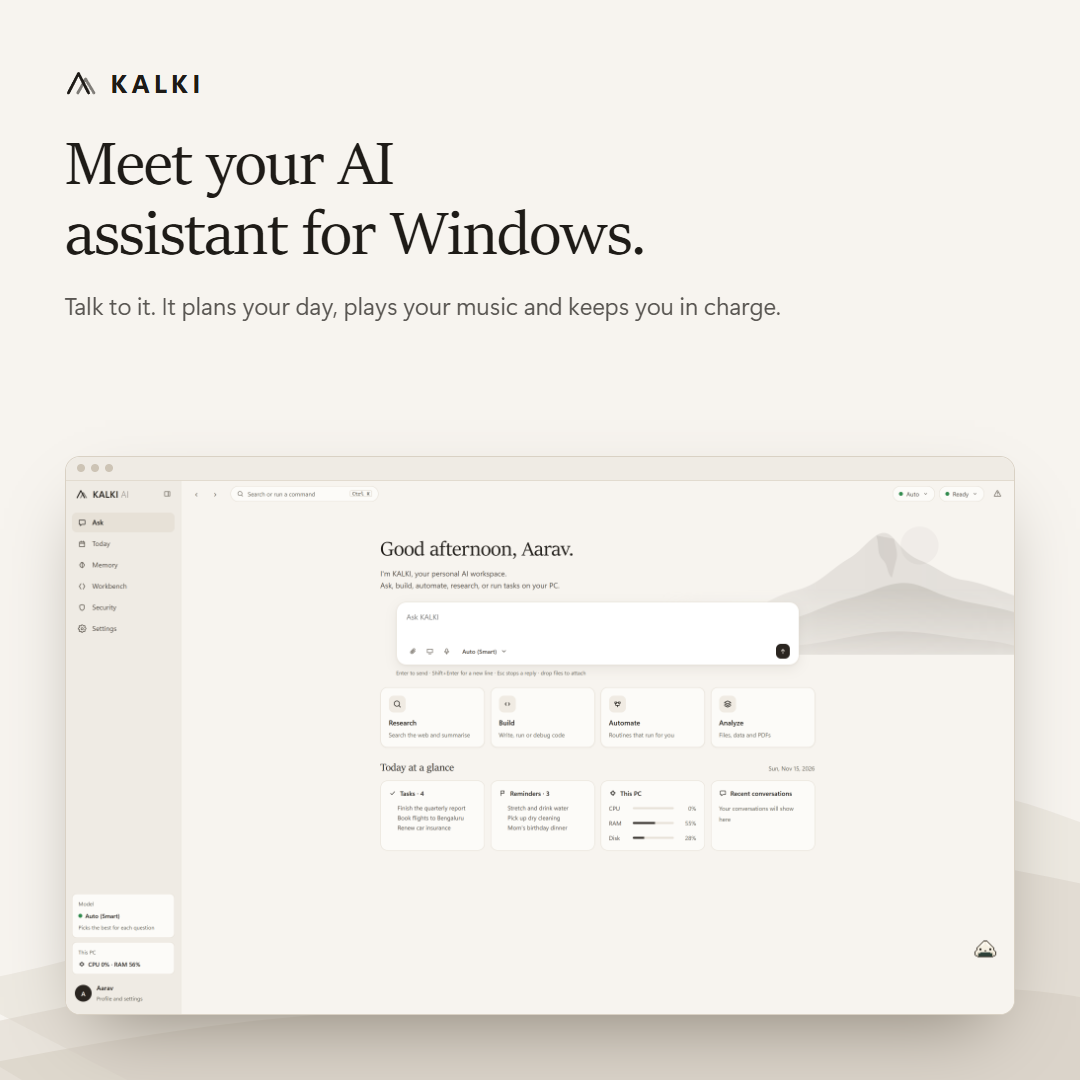 KALKI
Meet your AI
assistant for Windows.
Talk to it. It plans your day, plays your music and keeps you in charge.
KALKI AI
Search or run a command
Ctrl K
Auto
Ready
Ask
Today
Memory
Workbench
Security
Settings
Good afternoon, Aarav.
I'm KALKI, your personal AI workspace.
Ask, build, automate, research, or run tasks on your PC.
Ask KALKI
Auto (Smart)
Enter to send · Shift+Enter for a new line · Esc stops a reply · drop files to attach
Research
Search the web and summarise
Build
Write, run or debug code
Automate
Routines that run for you
Analyze
Files, data and PDFs
Today at a glance
Sun, Nov 15, 2026
Tasks · 4
Finish the quarterly report
Book flights to Bengaluru
Renew car insurance
Reminders · 3
Stretch and drink water
Pick up dry cleaning
Mom's birthday dinner
This PC
CPU 0%
RAM 55%
Disk 28%
Recent conversations
Your conversations will show
here
Model
Auto (Smart)
Picks the best for each question
This PC
CPU 0% · RAM 56%
A
Aarav
Profile and settings